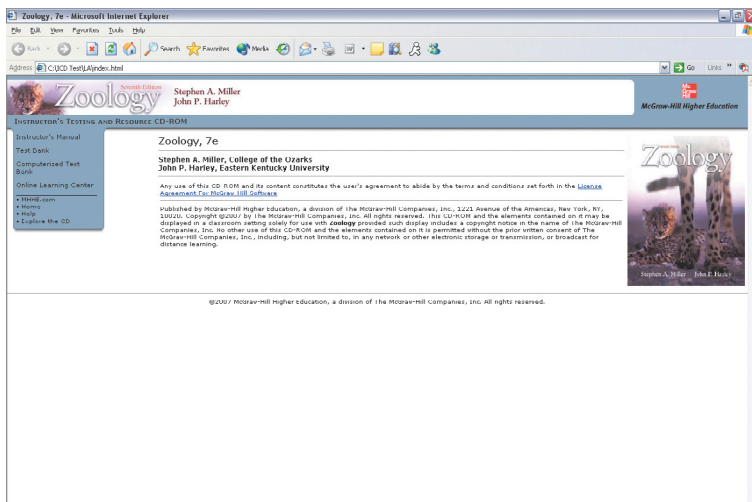 Zoology, 7e - Microsoft Internet Explorer
File Edit View Favorites Tools Help
Back Search Favorites Media
Address C:\ICD Test\LA\index.html Go Links »
Zoology Seventh Edition
Stephen A. Miller
John P. Harley
Mc
Graw
Hill
McGraw-Hill Higher Education
INSTRUCTOR'S TESTING AND RESOURCE CD-ROM
Instructor's Manual
Test Bank
Computerized Test
Bank
Online Learning Center
• MHHE.com
• Home
• Help
• Explore the CD
Zoology, 7e
Stephen A. Miller, College of the Ozarks
John P. Harley, Eastern Kentucky University
Any use of this CD-ROM and its content constitutes the user's agreement to abide by the terms and conditions set forth in the License
Agreement For McGraw-Hill Software
Published by McGraw-Hill Higher Education, a division of The McGraw-Hill Companies, Inc., 1221 Avenue of the Americas, New York, NY,
10020. Copyright @2007 by The McGraw-Hill Companies, Inc. All rights reserved. This CD-ROM and the elements contained on it may be
displayed in a classroom setting solely for use with Zoology provided such display includes a copyright notice in the name of The McGraw-Hill
Companies, Inc. No other use of this CD-ROM and the elements contained on it is permitted without the prior written consent of The
McGraw-Hill Companies, Inc., including, but not limited to, in any network or other electronic storage or transmission, or broadcast for
distance learning.
Zoology
Stephen A. Miller John P. Harley
@2007 McGraw-Hill Higher Education, a division of The McGraw-Hill Companies, Inc. All rights reserved.